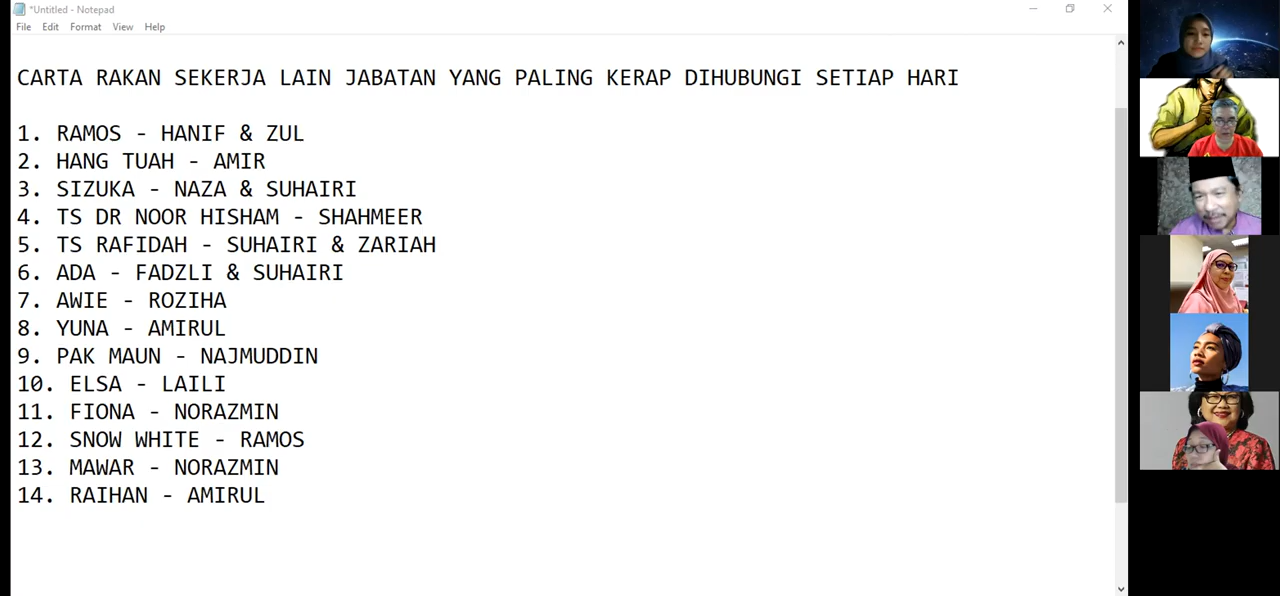 *Untitled - Notepad
File Edit Format View Help
CARTA RAKAN SEKERJA LAIN JABATAN YANG PALING KERAP DIHUBUNGI SETIAP HARI
1. RAMOS - HANIF & ZUL
2. HANG TUAH - AMIR
3. SIZUKA - NAZA & SUHAIRI
4. TS DR NOOR HISHAM - SHAHMEER
5. TS RAFIDAH - SUHAIRI & ZARIAH
6. ADA - FADZLI & SUHAIRI
7. AWIE - ROZIHA
8. YUNA - AMIRUL
9. PAK MAUN - NAJMUDDIN
10. ELSA - LAILI
11. FIONA - NORAZMIN
12. SNOW WHITE - RAMOS
13. MAWAR - NORAZMIN
14. RAIHAN - AMIRUL